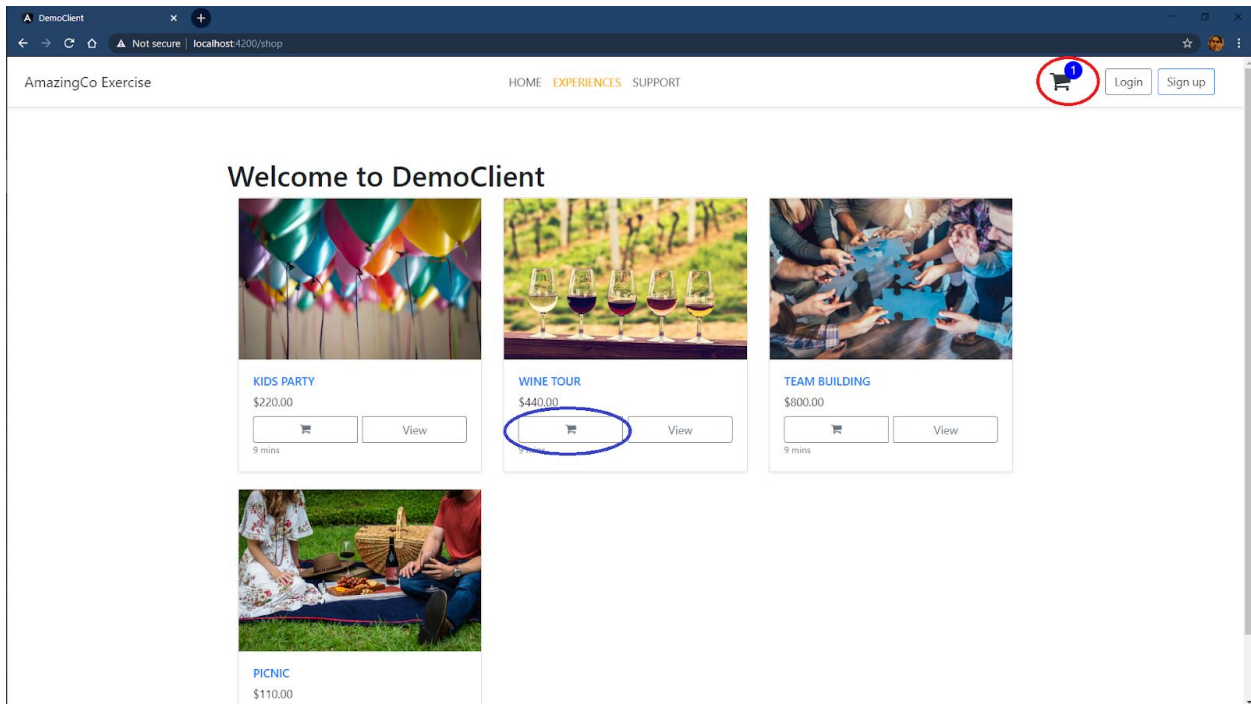 DemoClient
Not secure localhost:4200/shop
AmazingCo Exercise HOME EXPERIENCES SUPPORT 1 Login Sign up
Welcome to DemoClient
KIDS PARTY
$220.00
View
9 mins
WINE TOUR
$440.00
View
9 mins
TEAM BUILDING
$800.00
View
9 mins
PICNIC
$110.00